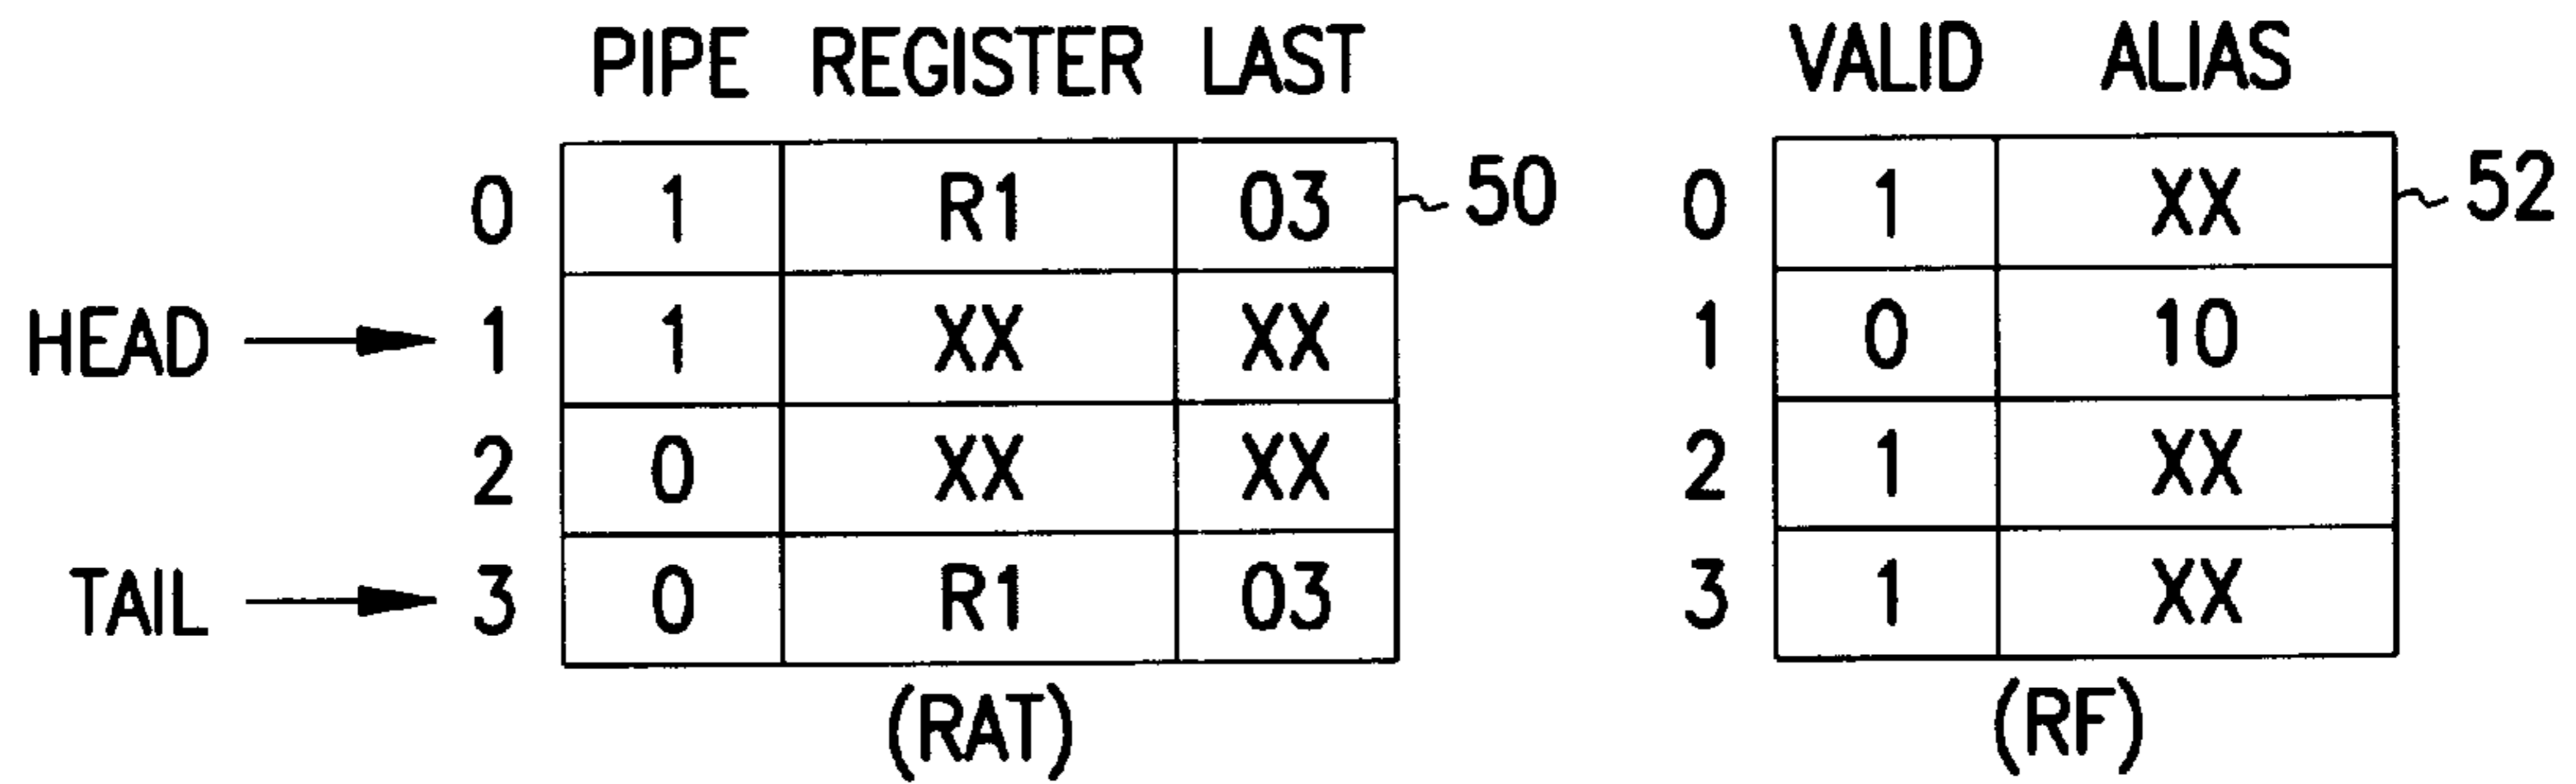 PIPE REGISTER LAST VALID ALIAS
0 1 R1 03 50 0 1 XX 52
HEAD 1 1 XX XX 1 0 10
2 0 XX XX 2 1 XX
TAIL 3 0 R1 03 3 1 XX
(RAT) (RF)